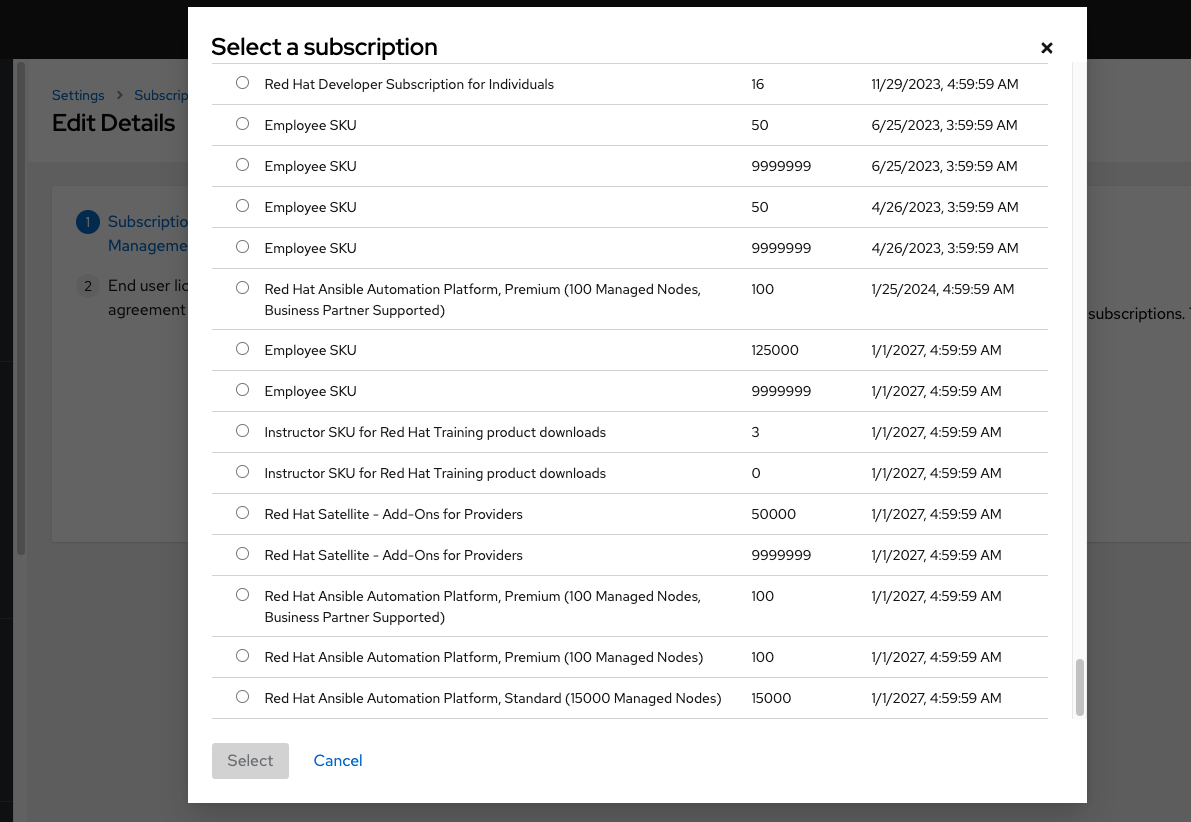 Select a subscription
Settings > Subscrip
Edit Details
1 Subscriptio
Manageme
2 End user lic
agreement
Red Hat Developer Subscription for Individuals 16 11/29/2023, 4:59:59 AM
Employee SKU 50 6/25/2023, 3:59:59 AM
Employee SKU 9999999 6/25/2023, 3:59:59 AM
Employee SKU 50 4/26/2023, 3:59:59 AM
Employee SKU 9999999 4/26/2023, 3:59:59 AM
Red Hat Ansible Automation Platform, Premium (100 Managed Nodes, 100 1/25/2024, 4:59:59 AM
Business Partner Supported)
Employee SKU 125000 1/1/2027, 4:59:59 AM
Employee SKU 9999999 1/1/2027, 4:59:59 AM
Instructor SKU for Red Hat Training product downloads 3 1/1/2027, 4:59:59 AM
Instructor SKU for Red Hat Training product downloads 0 1/1/2027, 4:59:59 AM
Red Hat Satellite - Add-Ons for Providers 50000 1/1/2027, 4:59:59 AM
Red Hat Satellite - Add-Ons for Providers 9999999 1/1/2027, 4:59:59 AM
Red Hat Ansible Automation Platform, Premium (100 Managed Nodes, 100 1/1/2027, 4:59:59 AM
Business Partner Supported)
Red Hat Ansible Automation Platform, Premium (100 Managed Nodes) 100 1/1/2027, 4:59:59 AM
Red Hat Ansible Automation Platform, Standard (15000 Managed Nodes) 15000 1/1/2027, 4:59:59 AM
subscriptions.
Select Cancel